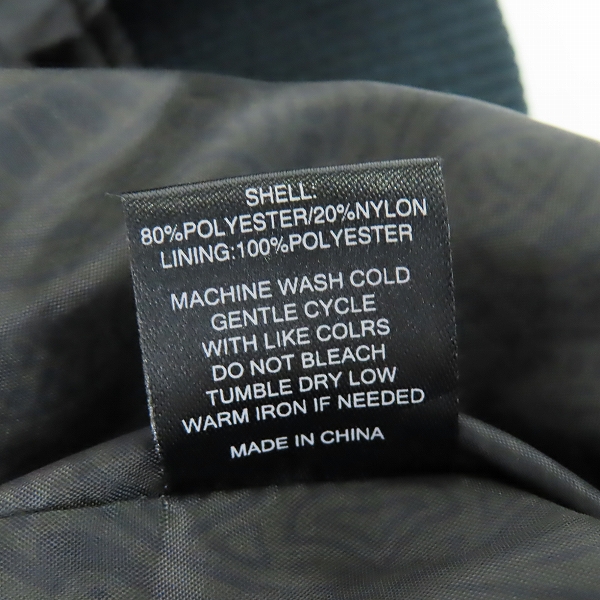 SHELL:
80%POLYESTER/20%NYLON
LINING:100%POLYESTER
MACHINE WASH COLD
GENTLE CYCLE
WITH LIKE COLRS
DO NOT BLEACH
TUMBLE DRY LOW
WARM IRON IF NEEDED
MADE IN CHINA